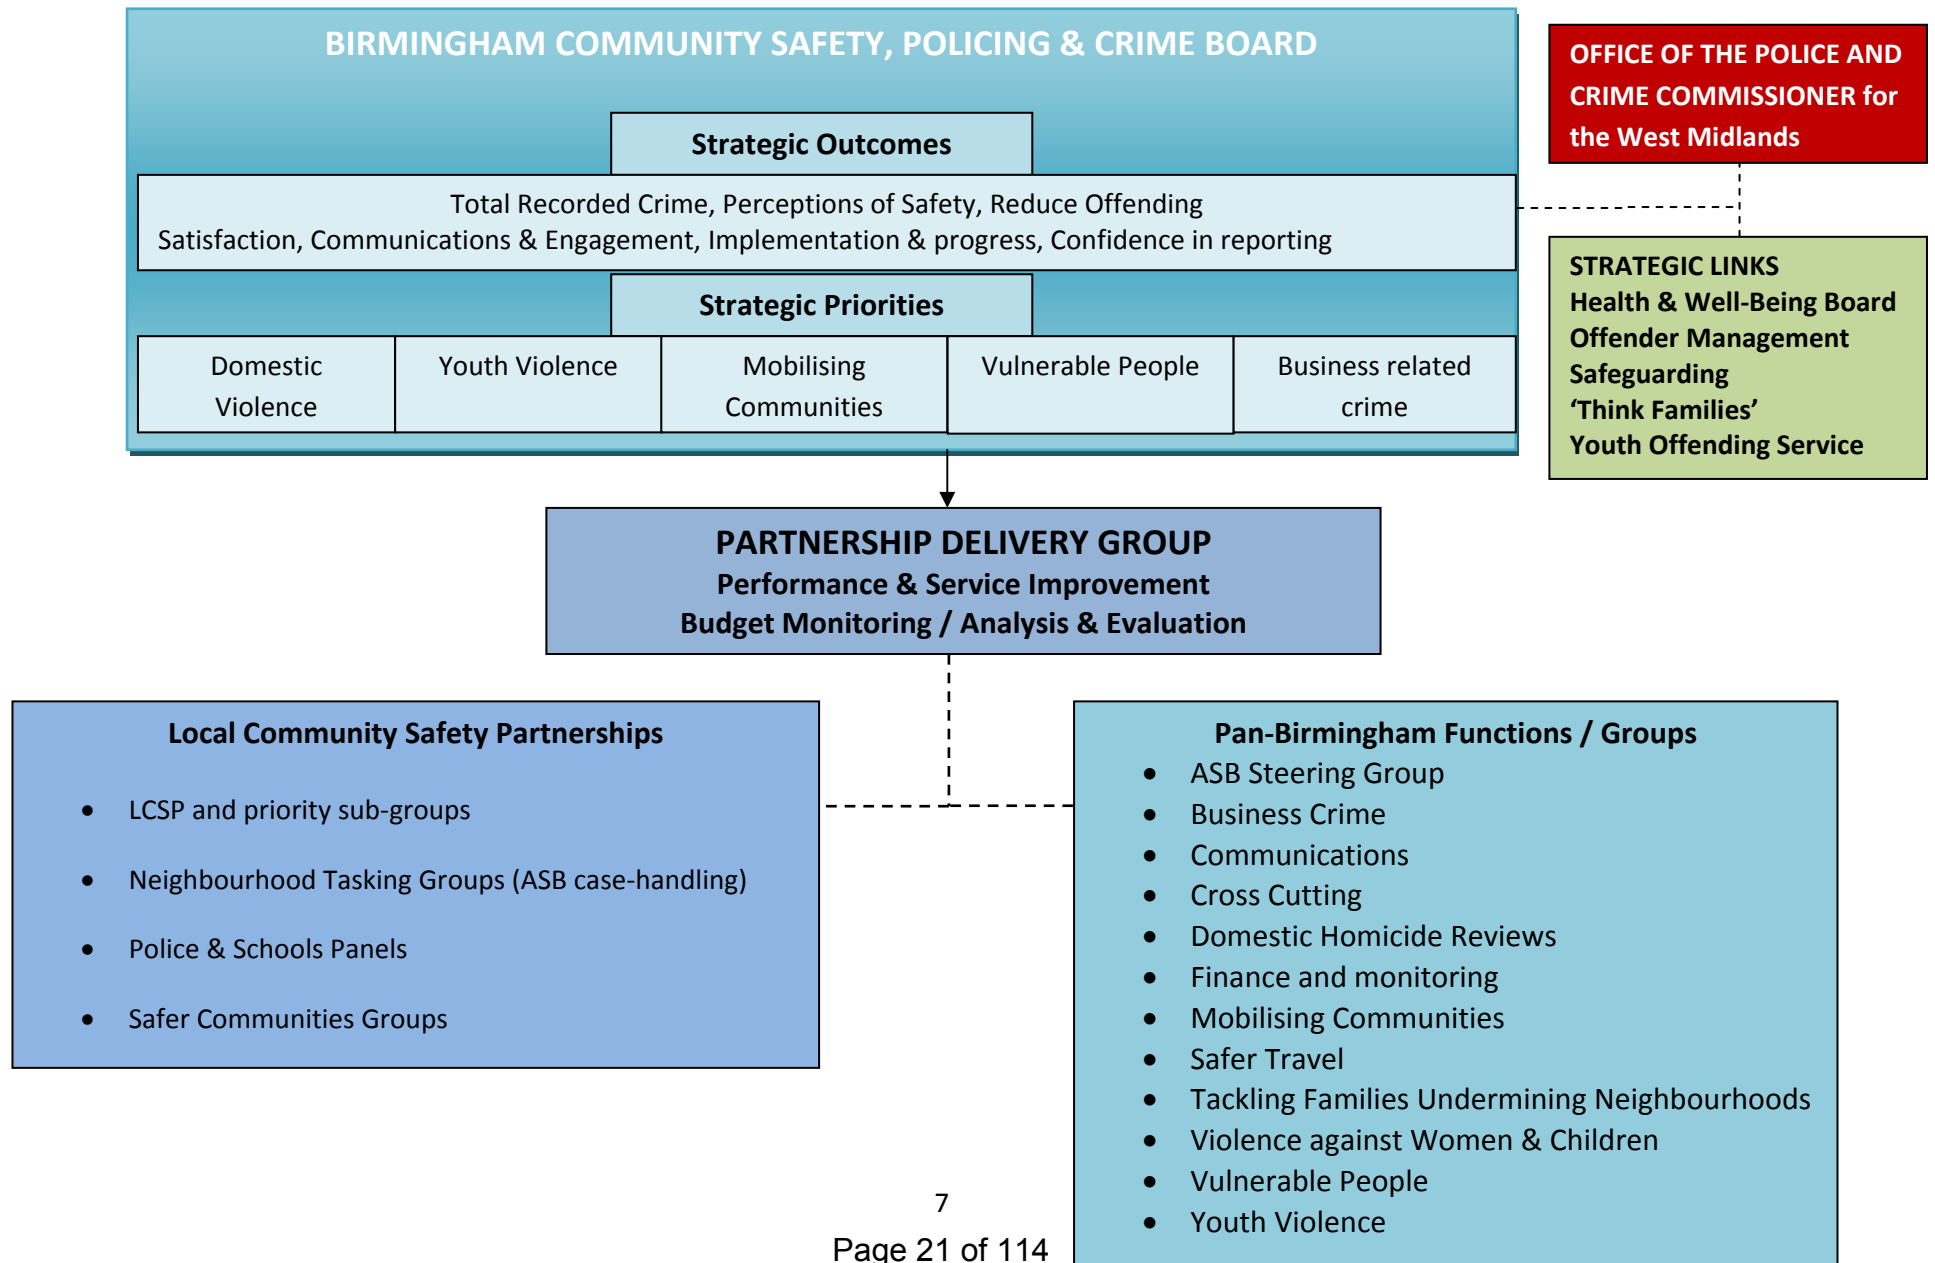 BIRMINGHAM COMMUNITY SAFETY, POLICING & CRIME BOARD
Strategic Outcomes
Total Recorded Crime, Perceptions of Safety, Reduce Offending
Satisfaction, Communications & Engagement, Implementation & progress, Confidence in reporting
Strategic Priorities
Domestic
Violence
Youth Violence
Mobilising
Communities
Vulnerable People
Business related
crime
OFFICE OF THE POLICE AND
CRIME COMMISSIONER for
the West Midlands
STRATEGIC LINKS
Health & Well-Being Board
Offender Management
Safeguarding
‘Think Families’
Youth Offending Service
PARTNERSHIP DELIVERY GROUP
Performance & Service Improvement
Budget Monitoring / Analysis & Evaluation
Local Community Safety Partnerships
• LCSP and priority sub-groups
• Neighbourhood Tasking Groups (ASB case-handling)
• Police & Schools Panels
• Safer Communities Groups
Pan-Birmingham Functions / Groups
• ASB Steering Group
• Business Crime
• Communications
• Cross Cutting
• Domestic Homicide Reviews
• Finance and monitoring
• Mobilising Communities
• Safer Travel
• Tackling Families Undermining Neighbourhoods
• Violence against Women & Children
• Vulnerable People
• Youth Violence
7
Page 21 of 114